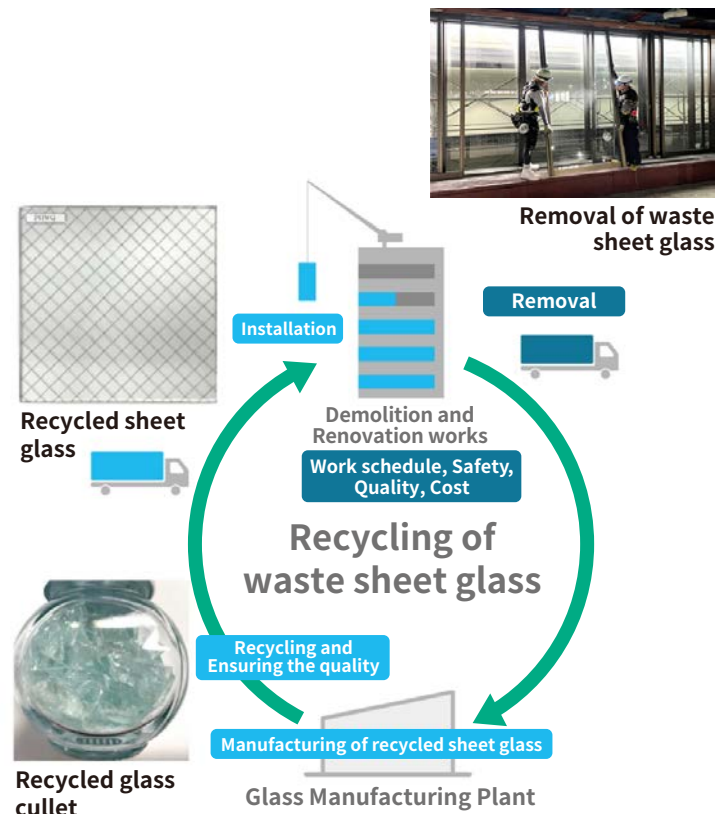 Removal of waste
sheet glass
Removal
Installation
Recycled sheet
glass
Demolition and
Renovation works
Work schedule, Safety,
Quality, Cost
Recycling of
waste sheet glass
Recycling and
Ensuring the quality
Manufacturing of recycled sheet glass
Recycled glass
cullet
Glass Manufacturing Plant